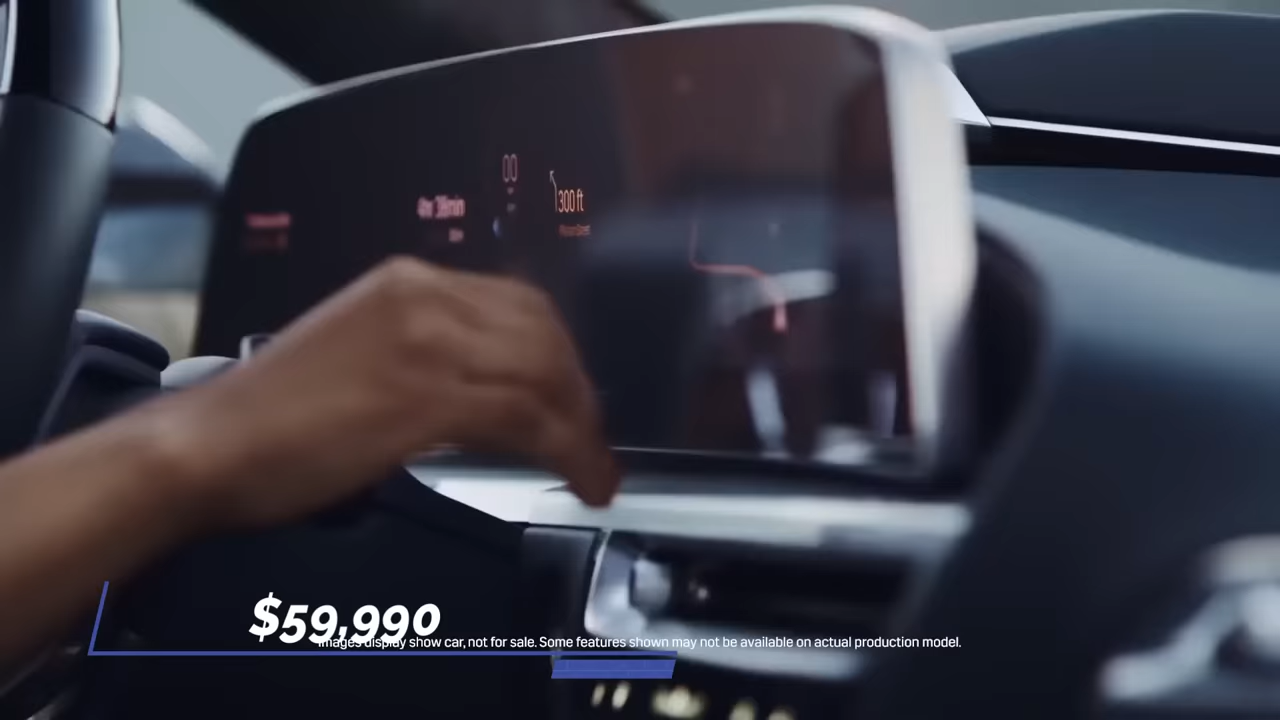 00
300 ft
$59,990
Images display show car, not for sale. Some features shown may not be available on actual production model.